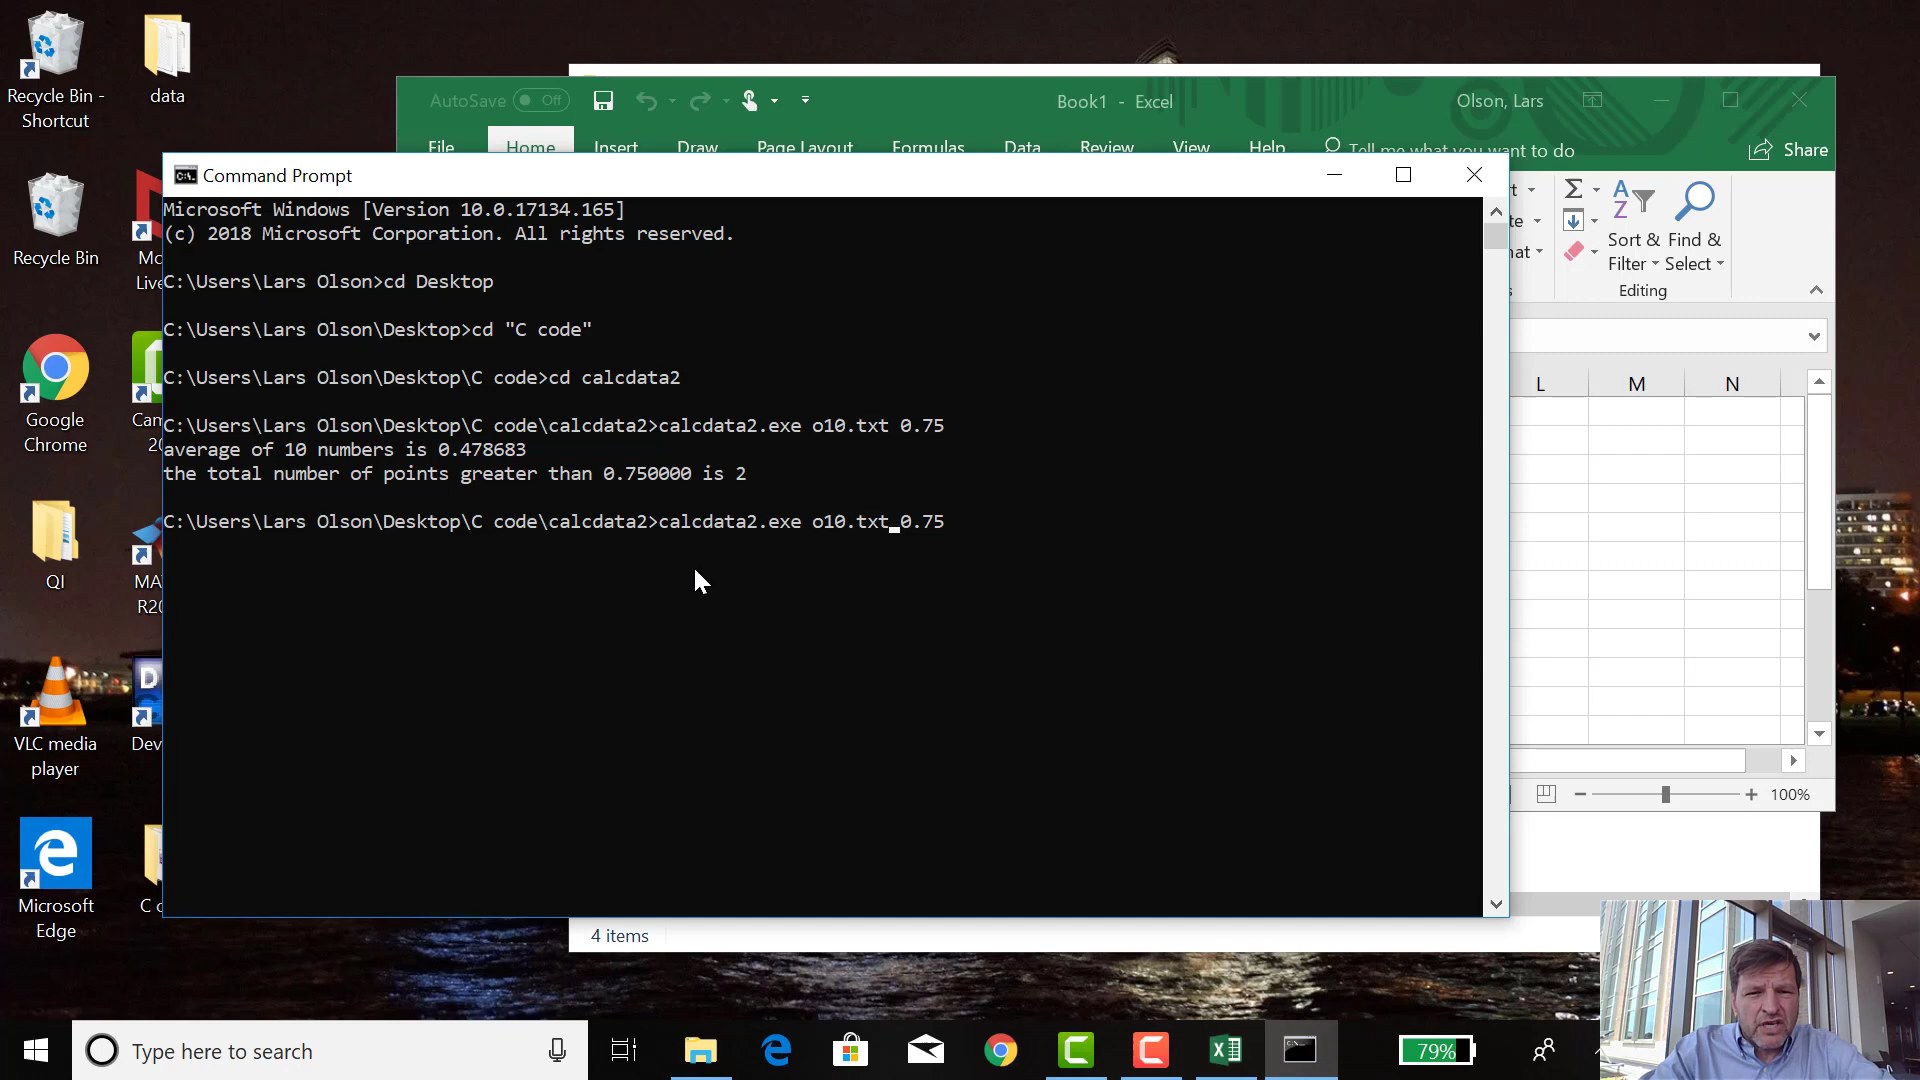 Recycle Bin -
Shortcut
data
Recycle Bin
Google
Chrome
QI
VLC media
player
Microsoft
Edge
AutoSave
Off
Book1 - Excel
Olson, Lars
File
Home
Insert
Draw
Page Layout
Formulas
Data
Review
View
Help
Tell me what you want to do
Share
Sort &
Filter
Find &
Select
Editing
L
M
N
100%
Command Prompt
Microsoft Windows [Version 10.0.17134.165]
(c) 2018 Microsoft Corporation. All rights reserved.
C:\Users\Lars Olson>cd Desktop
C:\Users\Lars Olson\Desktop>cd "C code"
C:\Users\Lars Olson\Desktop\C code>cd calcdata2
C:\Users\Lars Olson\Desktop\C code\calcdata2>calcdata2.exe o10.txt 0.75
average of 10 numbers is 0.478683
the total number of points greater than 0.750000 is 2
C:\Users\Lars Olson\Desktop\C code\calcdata2>calcdata2.exe o10.txt 0.75
4 items
Type here to search
79%